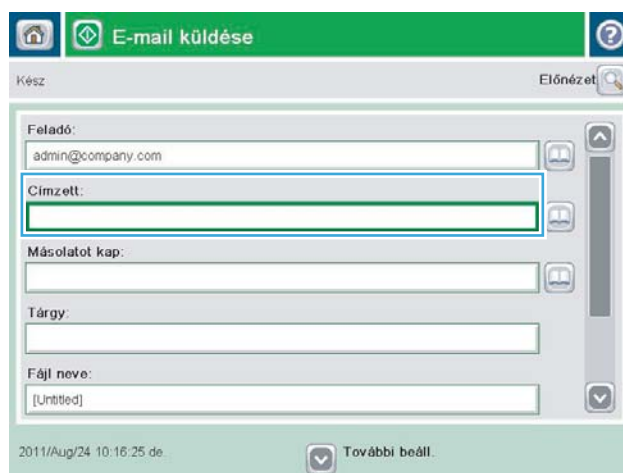 E-mail küldése
Kész
Előnézet
Feladó:
admin@company.com
Címzett:
Másolatot kap:
Tárgy:
Fájl neve:
[Untitled]
2011/Aug/24 10:16:25 de.
További beáll.